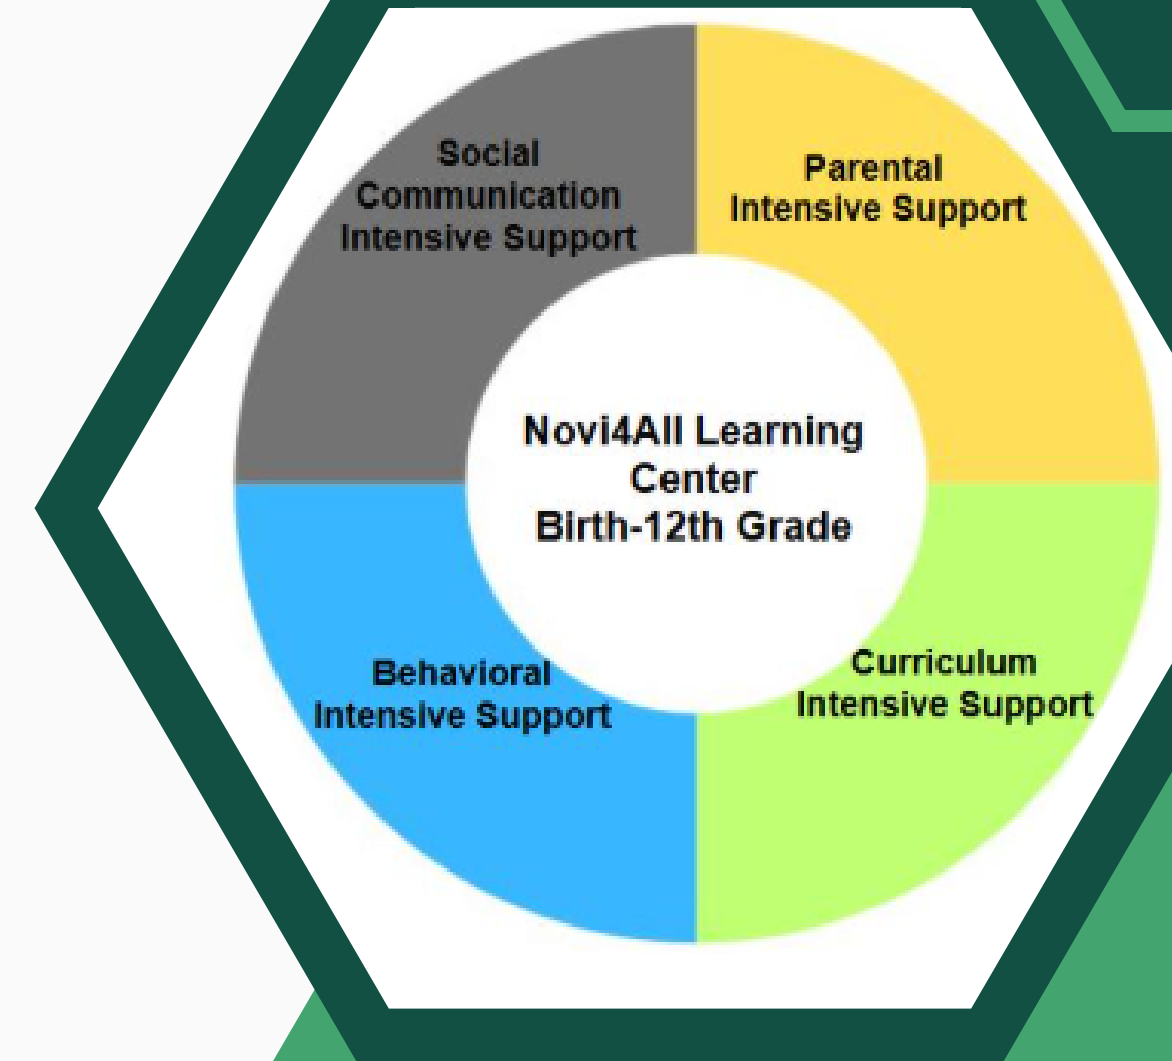 Social
Communication
Intensive Support
Parental
Intensive Support
Novi4All Learning
Center
Birth-12th Grade
Behavioral
Intensive Support
Curriculum
Intensive Support